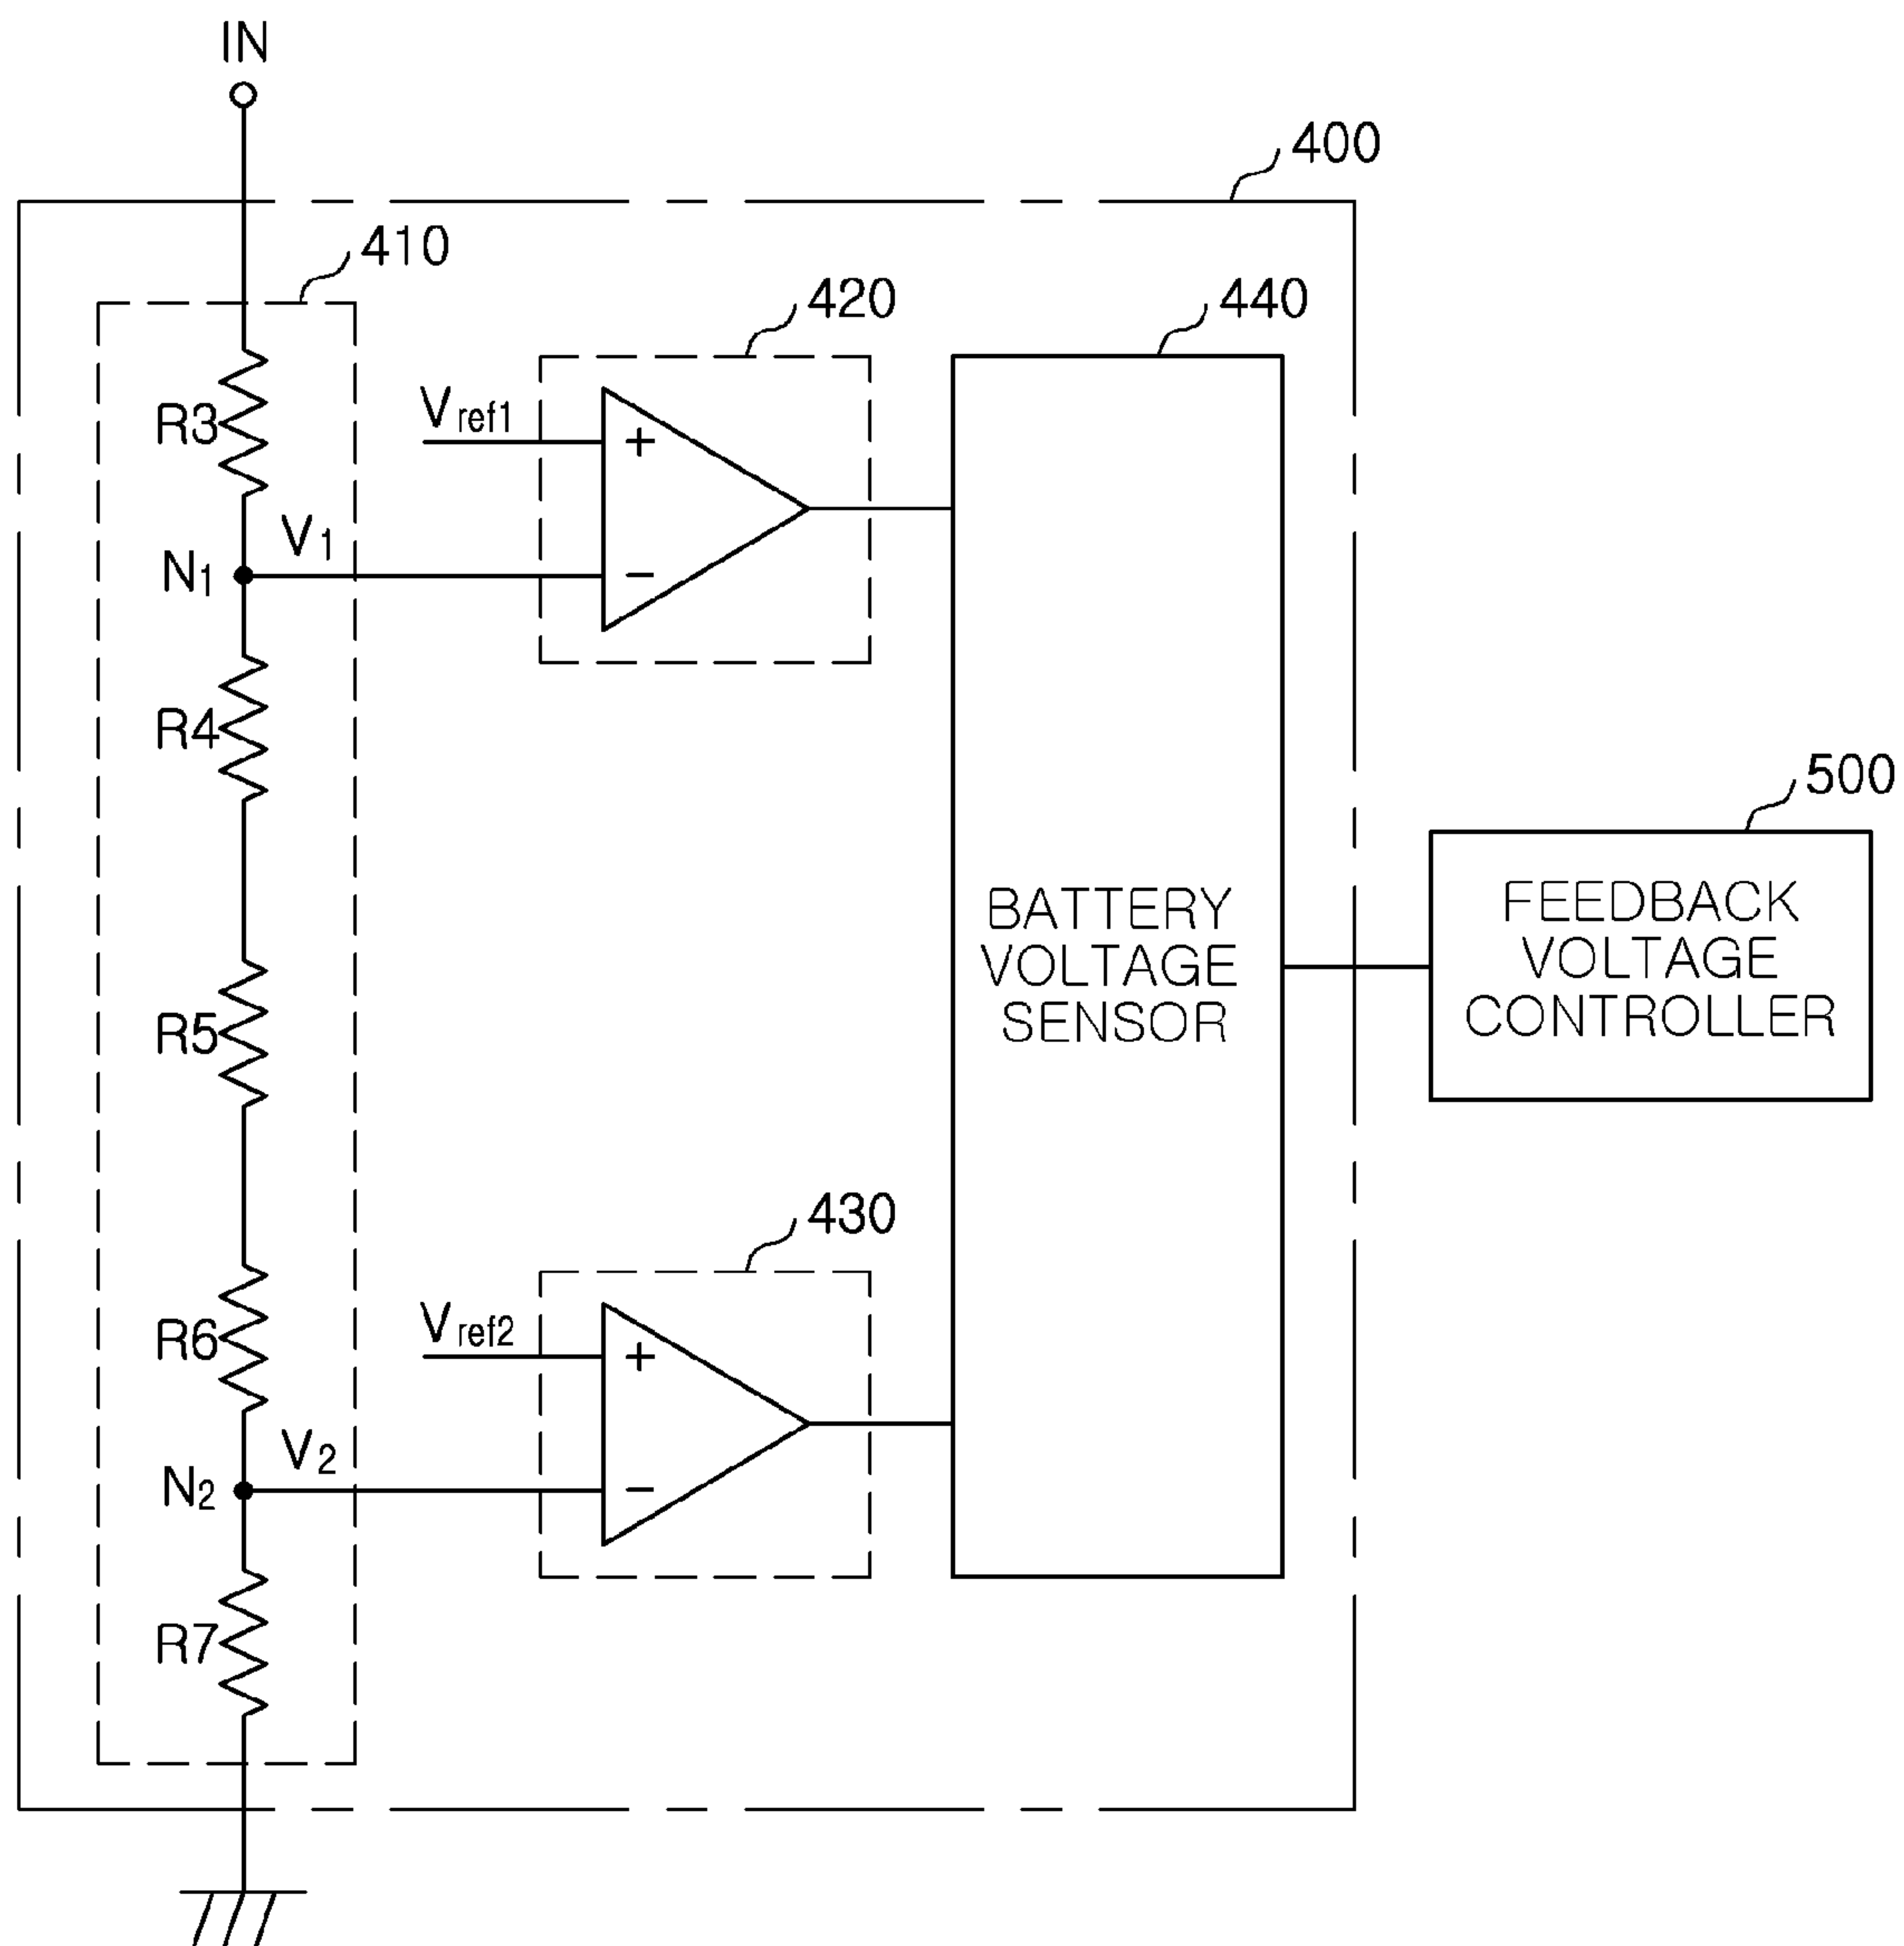 IN
400
410
420
440
R3
Vref1
+
V1
N1
−
R4
500
BATTERY
VOLTAGE
SENSOR
FEEDBACK
VOLTAGE
CONTROLLER
R5
430
R6
Vref2
+
V2
N2
−
R7